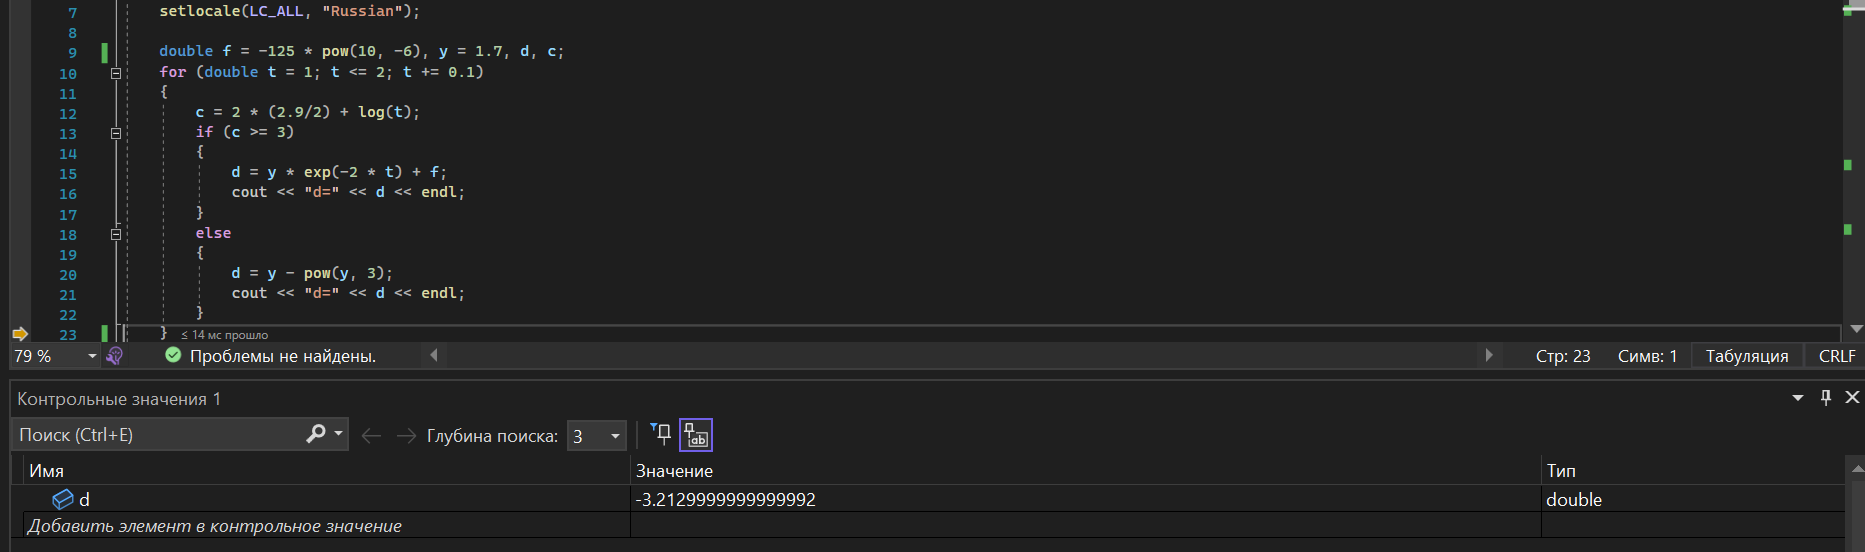 7 setlocale(LC_ALL, "Russian");
8
9 double f = -125 * pow(10, -6), y = 1.7, d, c;
10 for (double t = 1; t <= 2; t += 0.1)
11 {
12 c = 2 * (2.9/2) + log(t);
13 if (c >= 3)
14 {
15 d = y * exp(-2 * t) + f;
16 cout << "d=" << d << endl;
17 }
18 else
19 {
20 d = y - pow(y, 3);
21 cout << "d=" << d << endl;
22 }
23 } ≤ 14 мс прошло
79 % Проблемы не найдены. Стр: 23 Симв: 1 Табуляция CRLF
Контрольные значения 1
Поиск (Ctrl+E) Глубина поиска: 3
Имя Значение Тип
d -3.2129999999999992 double
Добавить элемент в контрольное значение